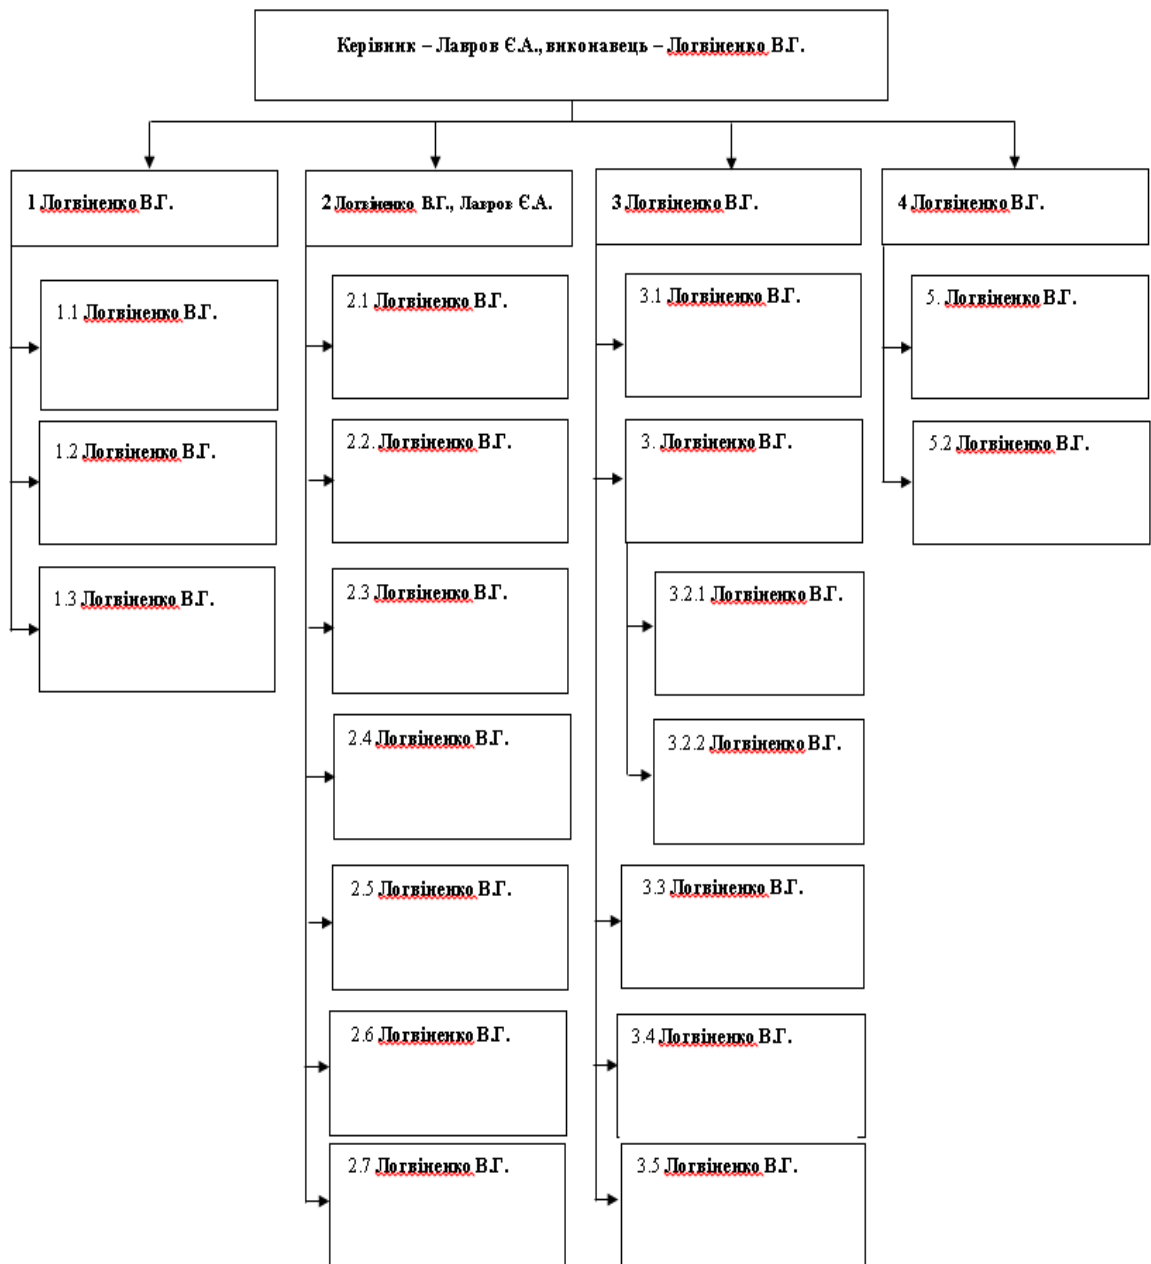 Керівник – Лавров Є.А., виконавець – Логвіненко В.Г.
1 Логвіненко В.Г.
1.1 Логвіненко В.Г.
1.2 Логвіненко В.Г.
1.3 Логвіненко В.Г.
2 Логвіненко В.Г., Лавров Є.А.
2.1 Логвіненко В.Г.
2.2. Логвіненко В.Г.
2.3 Логвіненко В.Г.
2.4 Логвіненко В.Г.
2.5 Логвіненко В.Г.
2.6 Логвіненко В.Г.
2.7 Логвіненко В.Г.
3 Логвіненко В.Г.
3.1 Логвіненко В.Г.
3. Логвіненко В.Г.
3.2.1 Логвіненко В.Г.
3.2.2 Логвіненко В.Г.
3.3 Логвіненко В.Г.
3.4 Логвіненко В.Г.
3.5 Логвіненко В.Г.
4 Логвіненко В.Г.
5. Логвіненко В.Г.
5.2 Логвіненко В.Г.